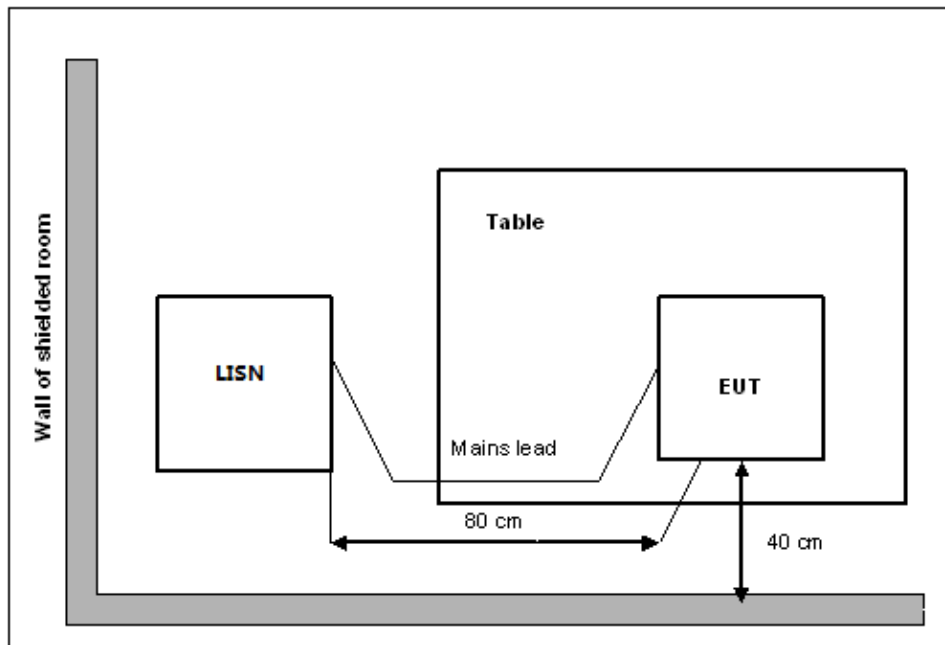 Wall of shielded room
Table
LISN
EUT
Mains lead
80 cm
40 cm